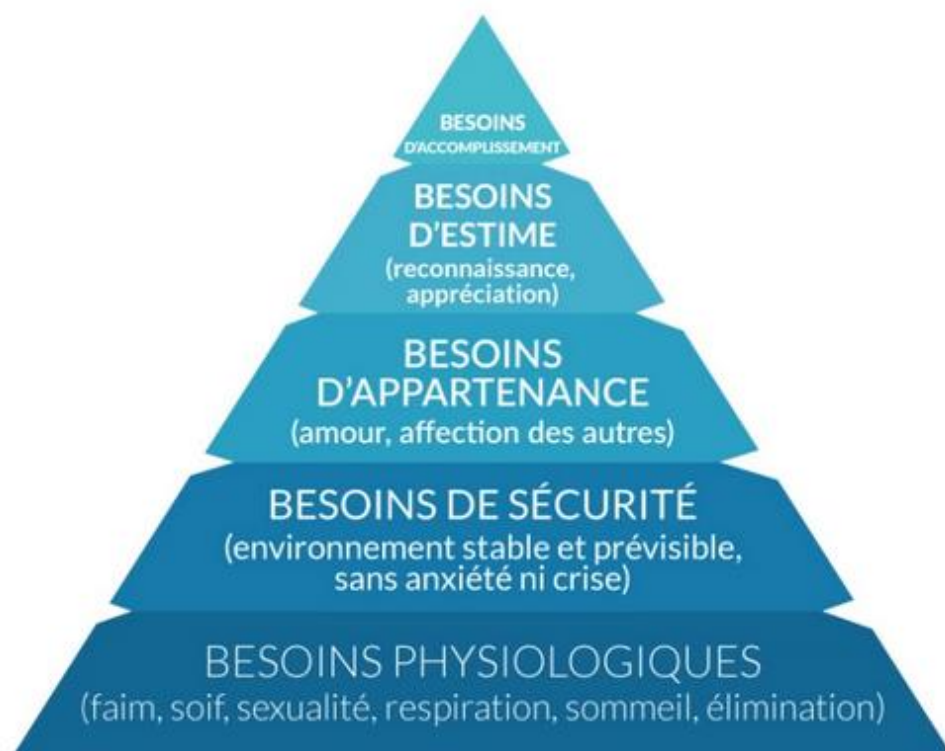 BESOINS
D'ACCOMPLISSEMENT
BESOINS
D'ESTIME
(reconnaissance,
appréciation)
BESOINS
D'APPARTENANCE
(amour, affection des autres)
BESOINS DE SÉCURITÉ
(environnement stable et prévisible,
sans anxiété ni crise)
BESOINS PHYSIOLOGIQUES
(faim, soif, sexualité, respiration, sommeil, élimination)